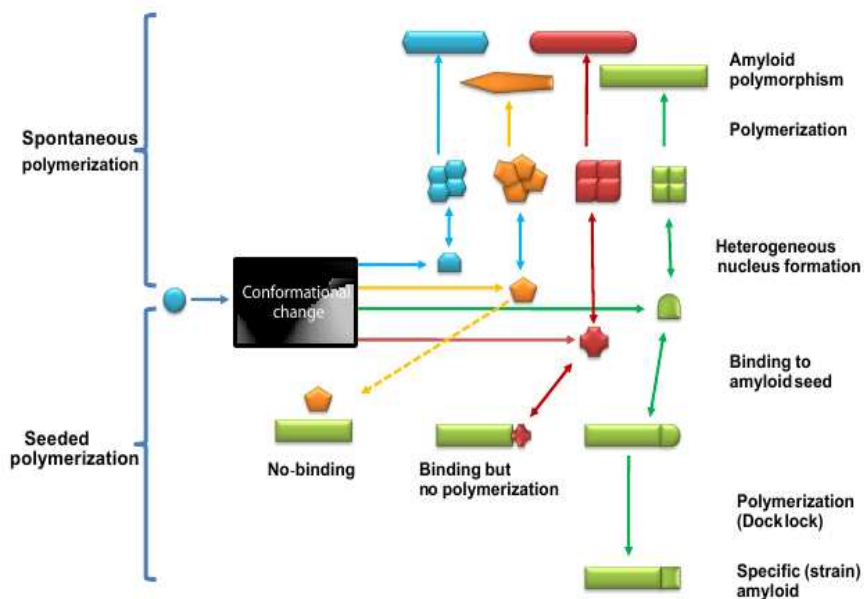 Amyloid
polymorphism
Polymerization
Spontaneous
polymerization
Heterogeneous
nucleus formation
Conformational
change
Binding to
amyloid seed
Seeded
polymerization
No-binding
Binding but
no polymerization
Polymerization
(Dock lock)
Specific (strain)
amyloid